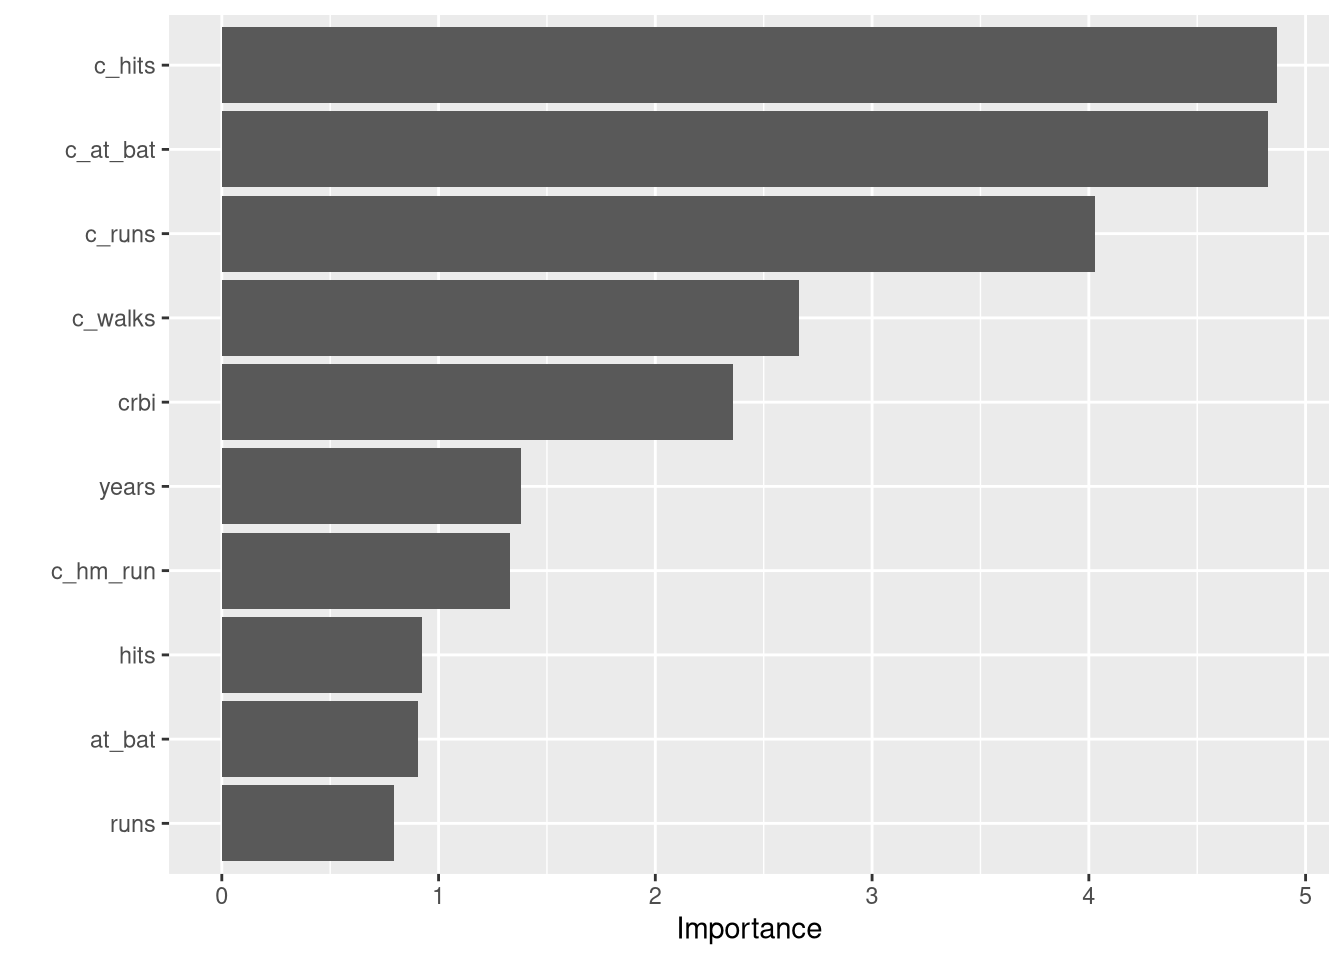 c_hits
c_at_bat
c_runs
c_walks
crbi
years
c_hm_run
hits
at_bat
runs
0 1 2 3 4 5
Importance